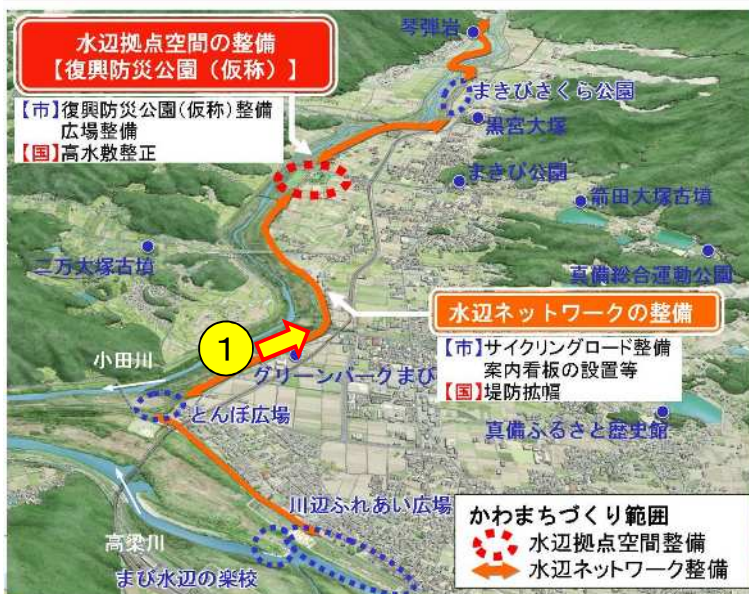 水辺拠点空間の整備
【復興防災公園（仮称）】
【市】復興防災公園(仮称)整備
広場整備
【国】高水敷整正
琴弾岩
まきびさくら公園
黒宮大塚
まきび公園
箭田大塚古墳
真備総合運動公園
二万大塚古墳
水辺ネットワークの整備
【市】サイクリングロード整備
案内看板の設置等
【国】堤防拡幅
1
小田川
グリーンパークまび
とんぼ広場
真備ふるさと歴史館
川辺ふれあい広場
高梁川
まび水辺の楽校
かわまちづくり範囲
水辺拠点空間整備
水辺ネットワーク整備